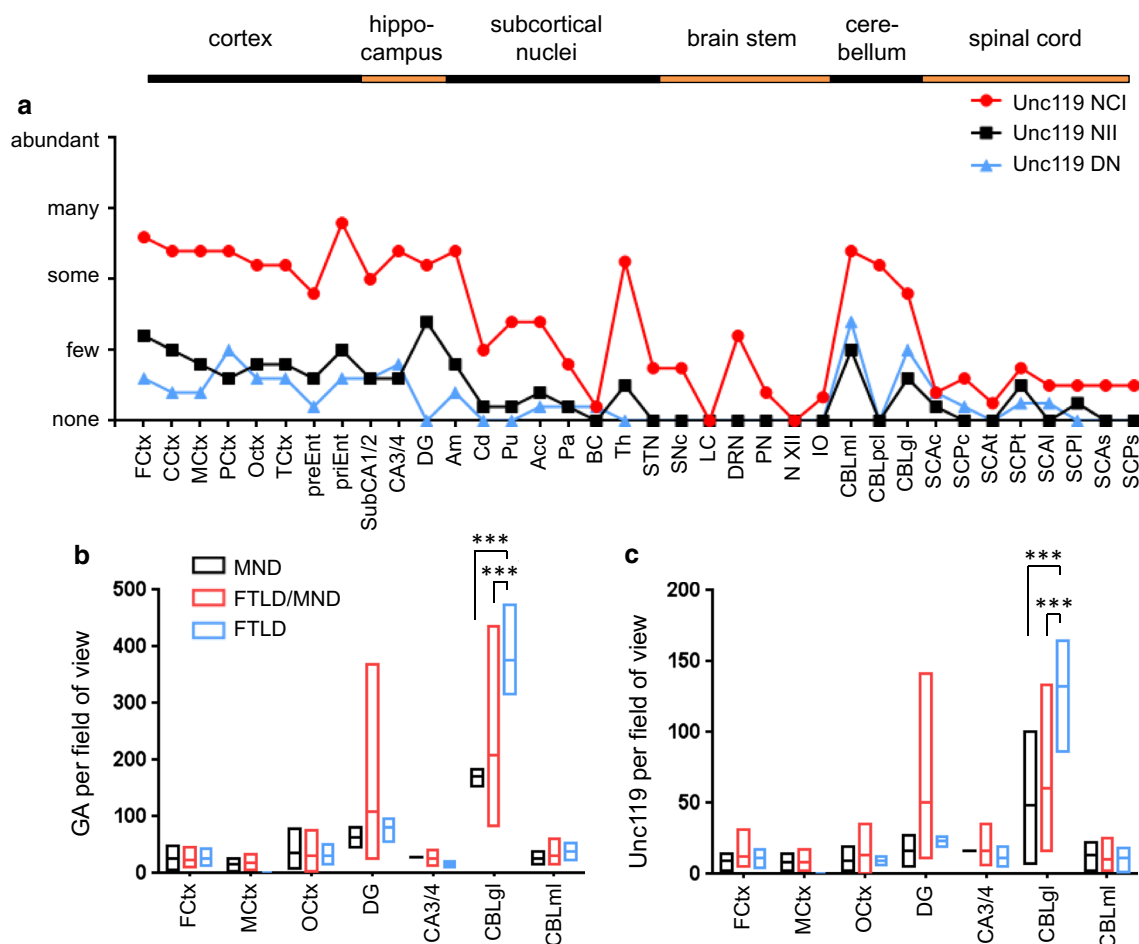 cortex
hippo-
campus
subcortical
nuclei
brain stem
cere-
bellum
spinal cord
a
Unc119 NCI
Unc119 NII
Unc119 DN
abundant
many
some
few
none
FCtx
CCtx
MCtx
PCtx
Octx
TCtx
preEnt
priEnt
SubCA1/2
CA3/4
DG
Am
Cd
Pu
Acc
Pa
BC
Th
STN
SNc
LC
DRN
PN
N XII
IO
CBLml
CBLpcl
CBLgl
SCAc
SCPc
SCAt
SCPt
SCAl
SCPl
SCAs
SCPs
b
MND
FTLD/MND
FTLD
***
***
GA per field of view
500
400
300
200
100
0
FCtx
MCtx
OCtx
DG
CA3/4
CBLgl
CBLml
c
***
***
Unc119 per field of view
200
150
100
50
0
FCtx
MCtx
OCtx
DG
CA3/4
CBLgl
CBLml